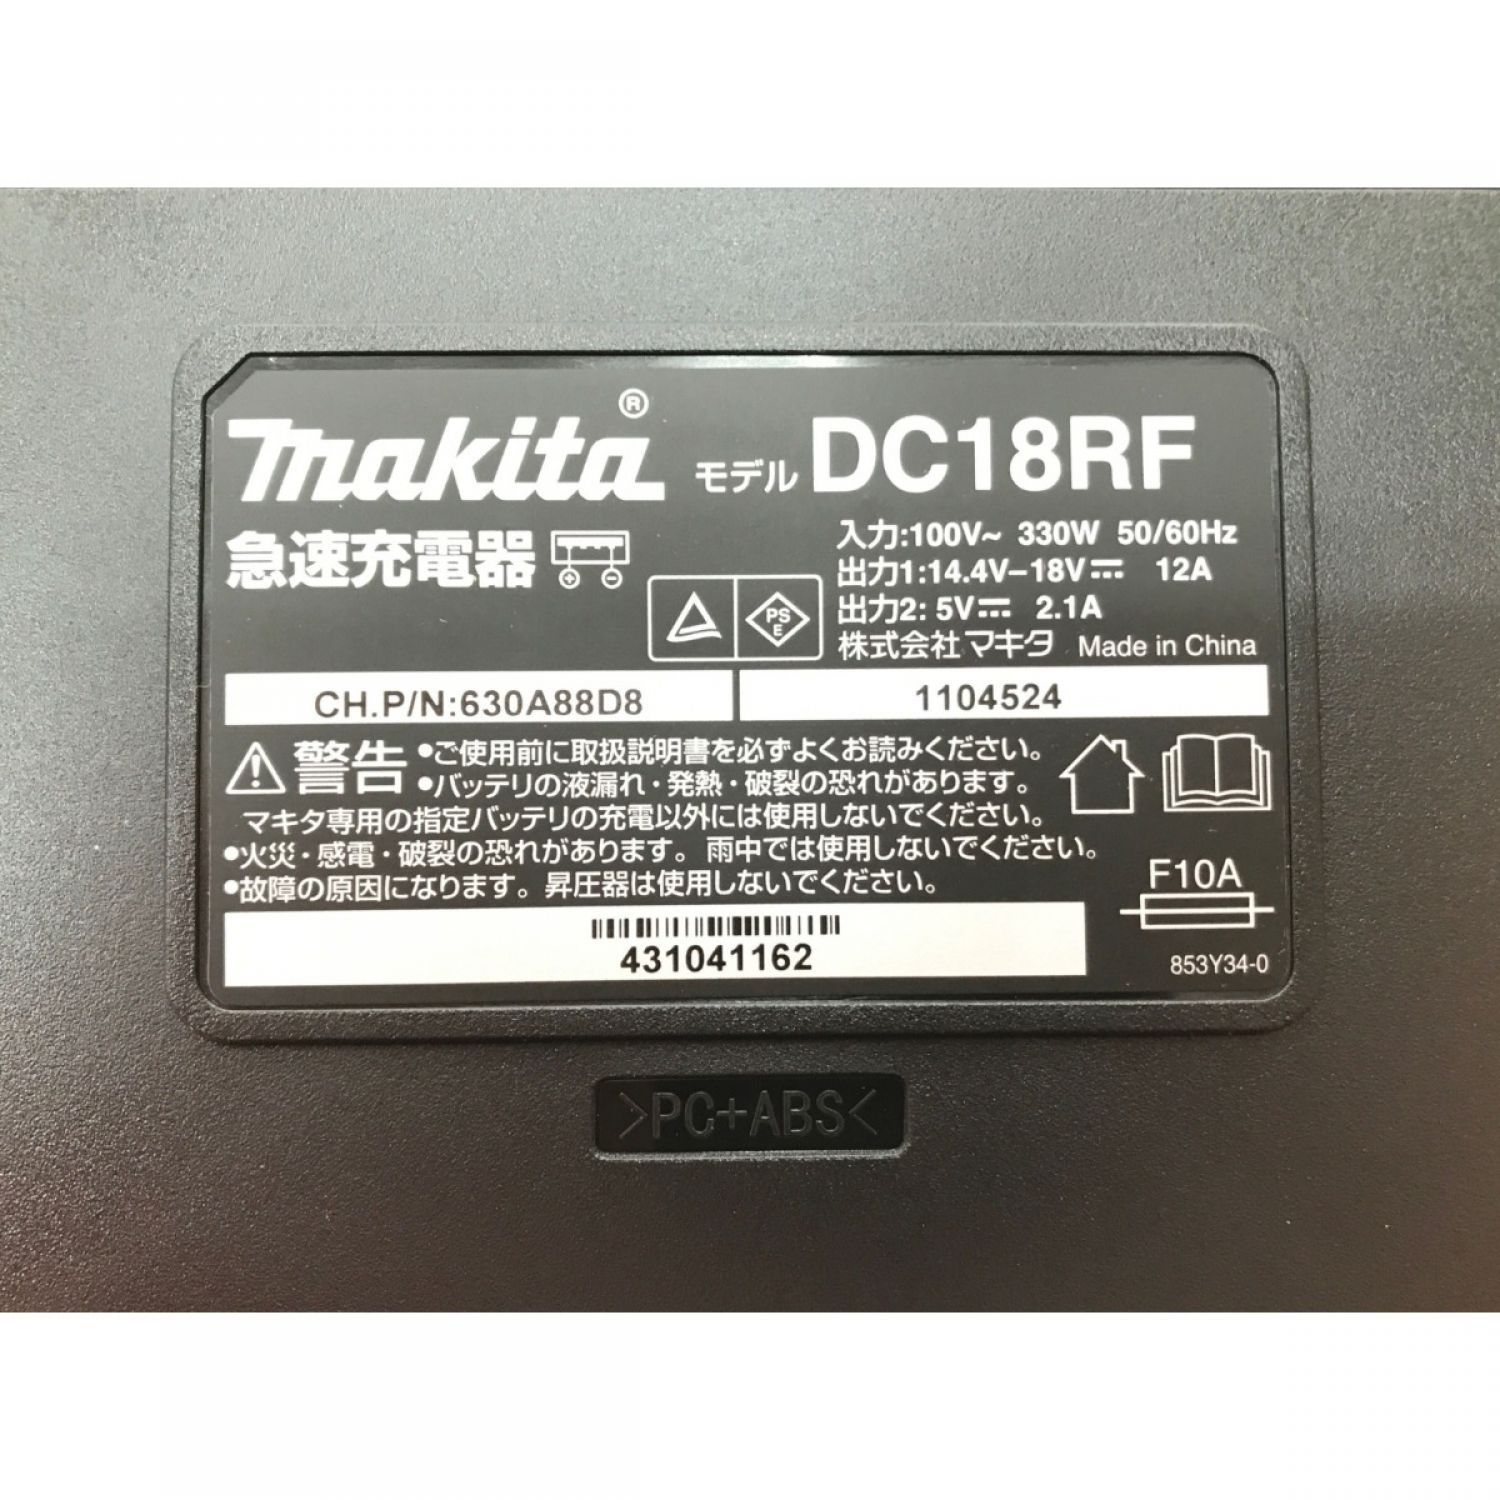 makita® モデル DC18RF
急速充電器
入力:100V~ 330W 50/60Hz
出力1:14.4V–18V⎓ 12A
出力2: 5V⎓ 2.1A
PS
E
株式会社マキタ Made in China
CH.P/N:630A88D8
1104524
警告 •ご使用前に取扱説明書を必ずよくお読みください。
•バッテリの液漏れ・発熱・破裂の恐れがあります。
マキタ専用の指定バッテリの充電以外には使用しないでください。
•火災・感電・破裂の恐れがあります。雨中では使用しないでください。
•故障の原因になります。昇圧器は使用しないでください。
F10A
431041162
853Y34-0
>PC+ABS<